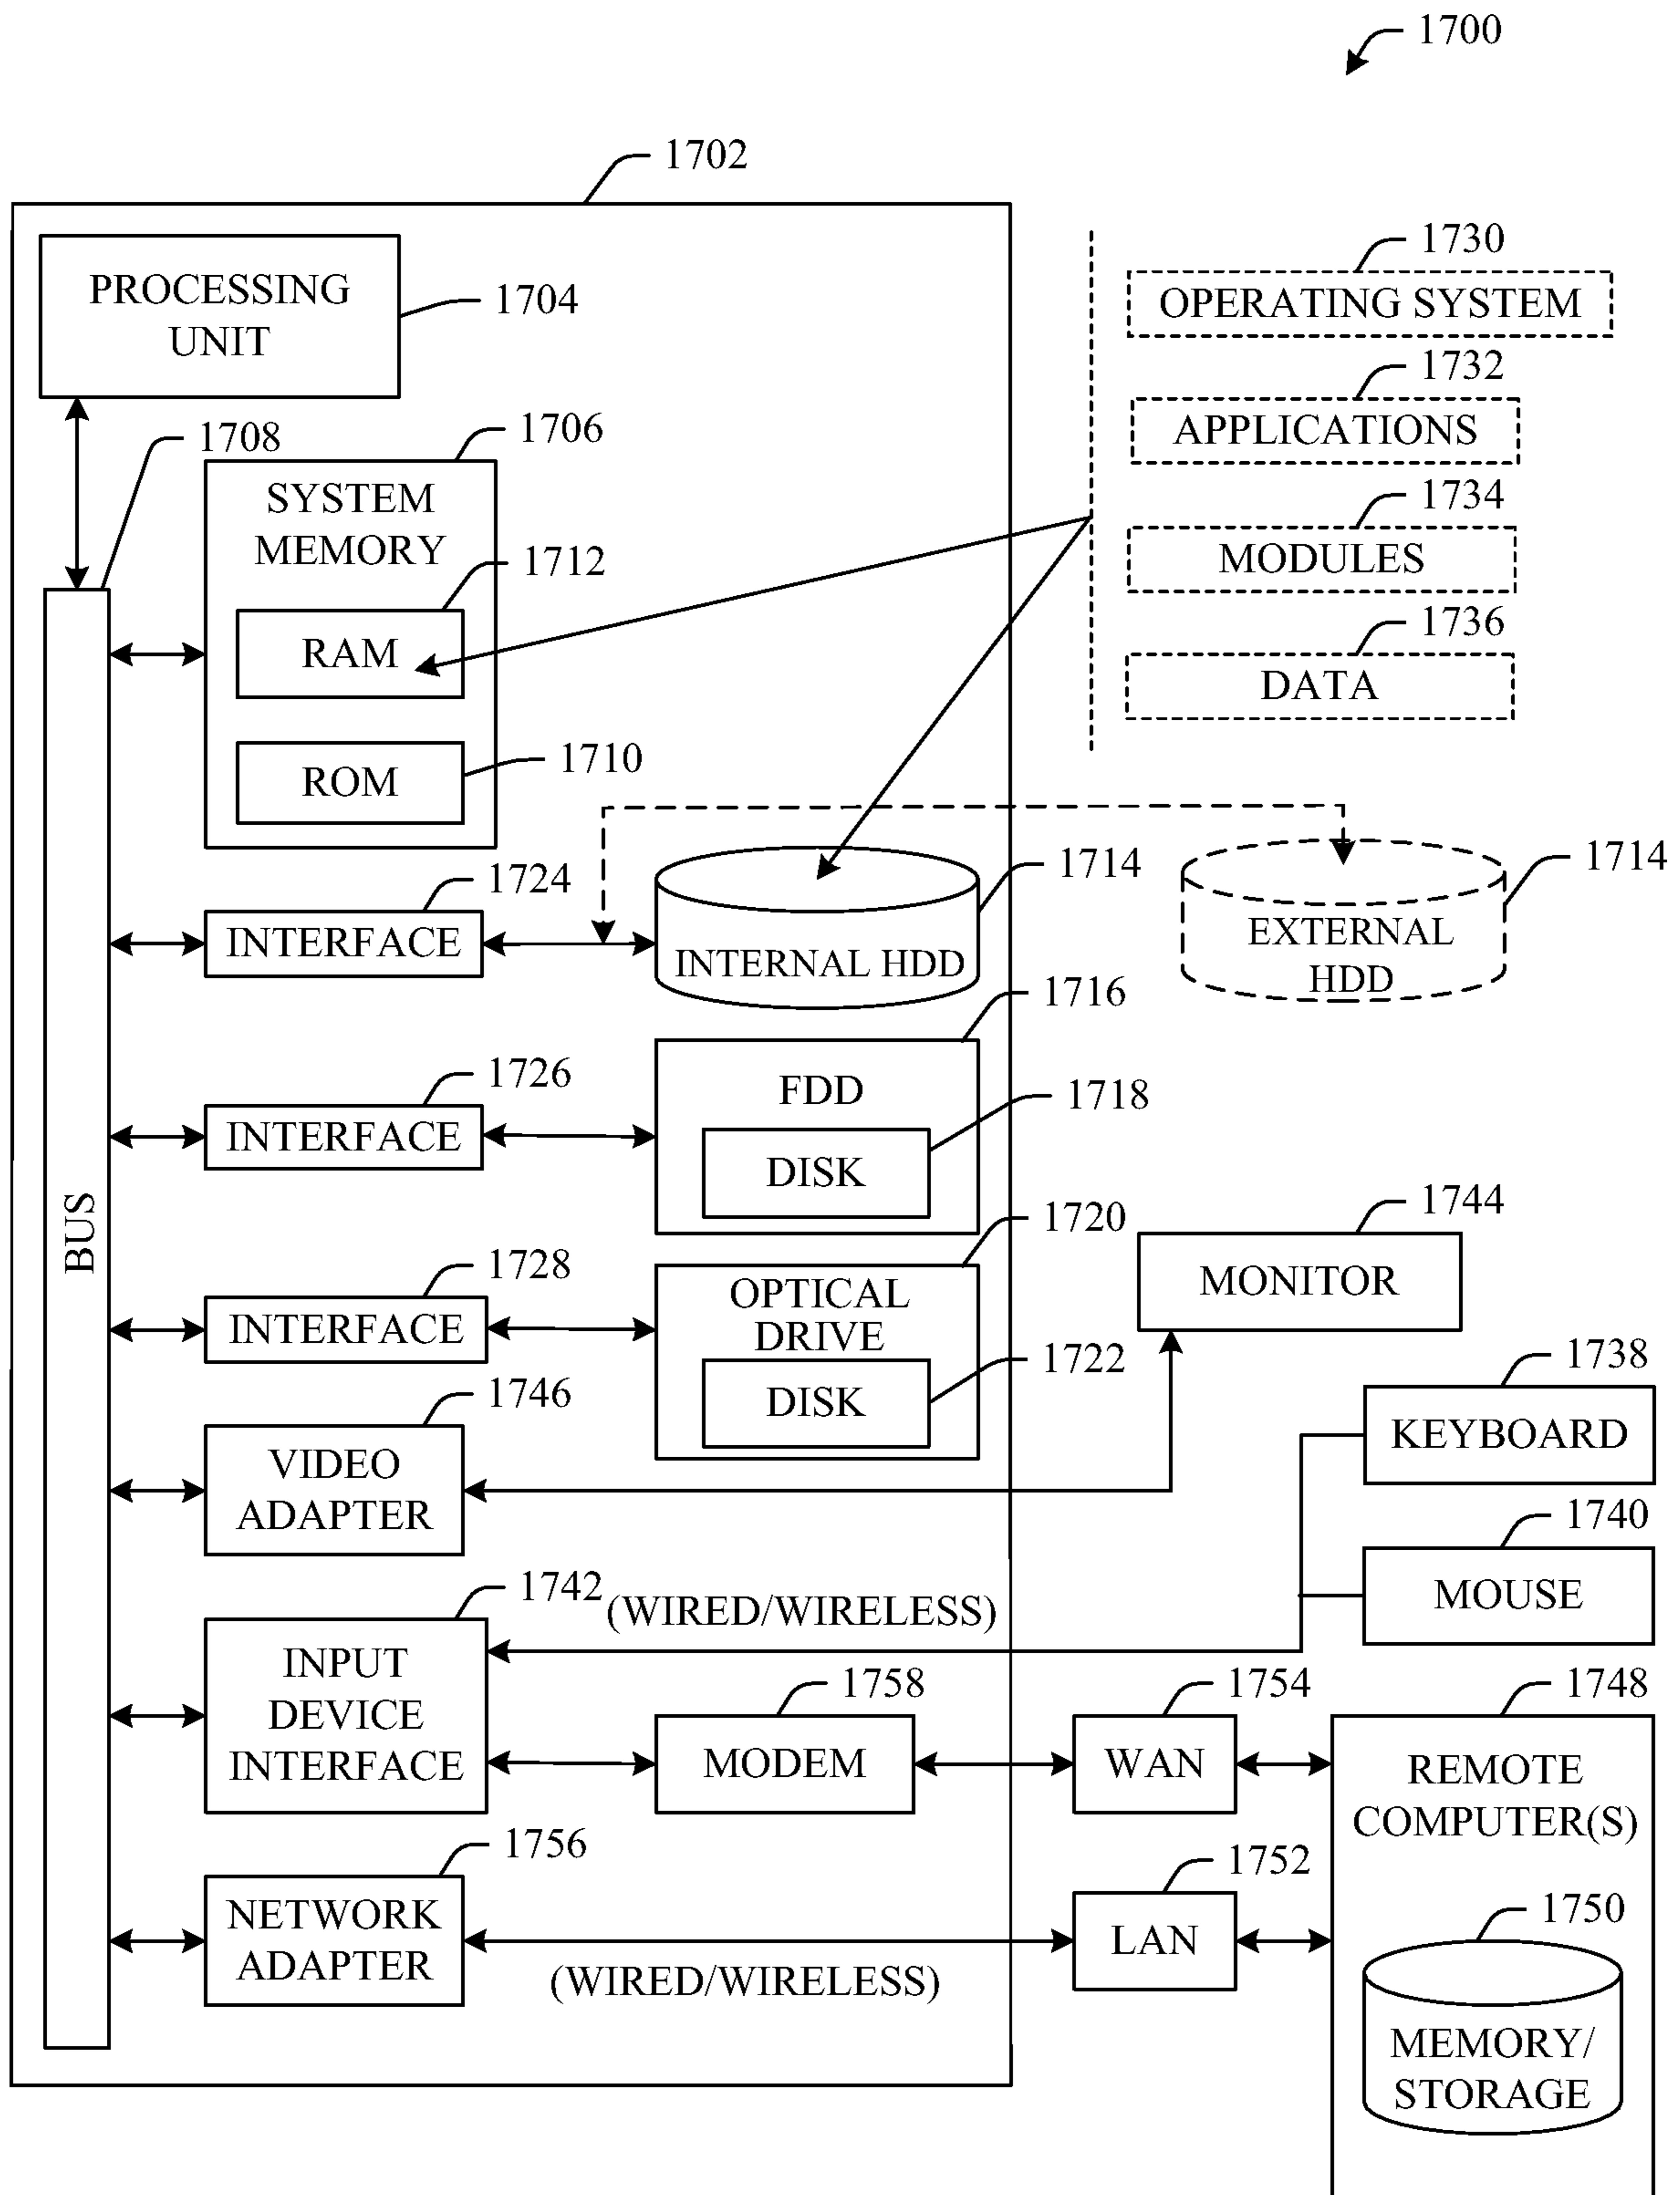 1700
1702
PROCESSING
UNIT
1704
1730
OPERATING SYSTEM
1732
APPLICATIONS
1734
MODULES
1736
DATA
1708
1706
SYSTEM
MEMORY
1712
RAM
1710
ROM
BUS
1724
INTERFACE
1714
INTERNAL HDD
1714
EXTERNAL
HDD
1726
INTERFACE
1716
FDD
1718
DISK
1728
INTERFACE
1720
OPTICAL
DRIVE
1722
DISK
1744
MONITOR
1746
VIDEO
ADAPTER
1738
KEYBOARD
1740
MOUSE
1742
(WIRED/WIRELESS)
INPUT
DEVICE
INTERFACE
1758
MODEM
1754
WAN
1748
REMOTE
COMPUTER(S)
1756
NETWORK
ADAPTER
(WIRED/WIRELESS)
1752
LAN
1750
MEMORY/
STORAGE